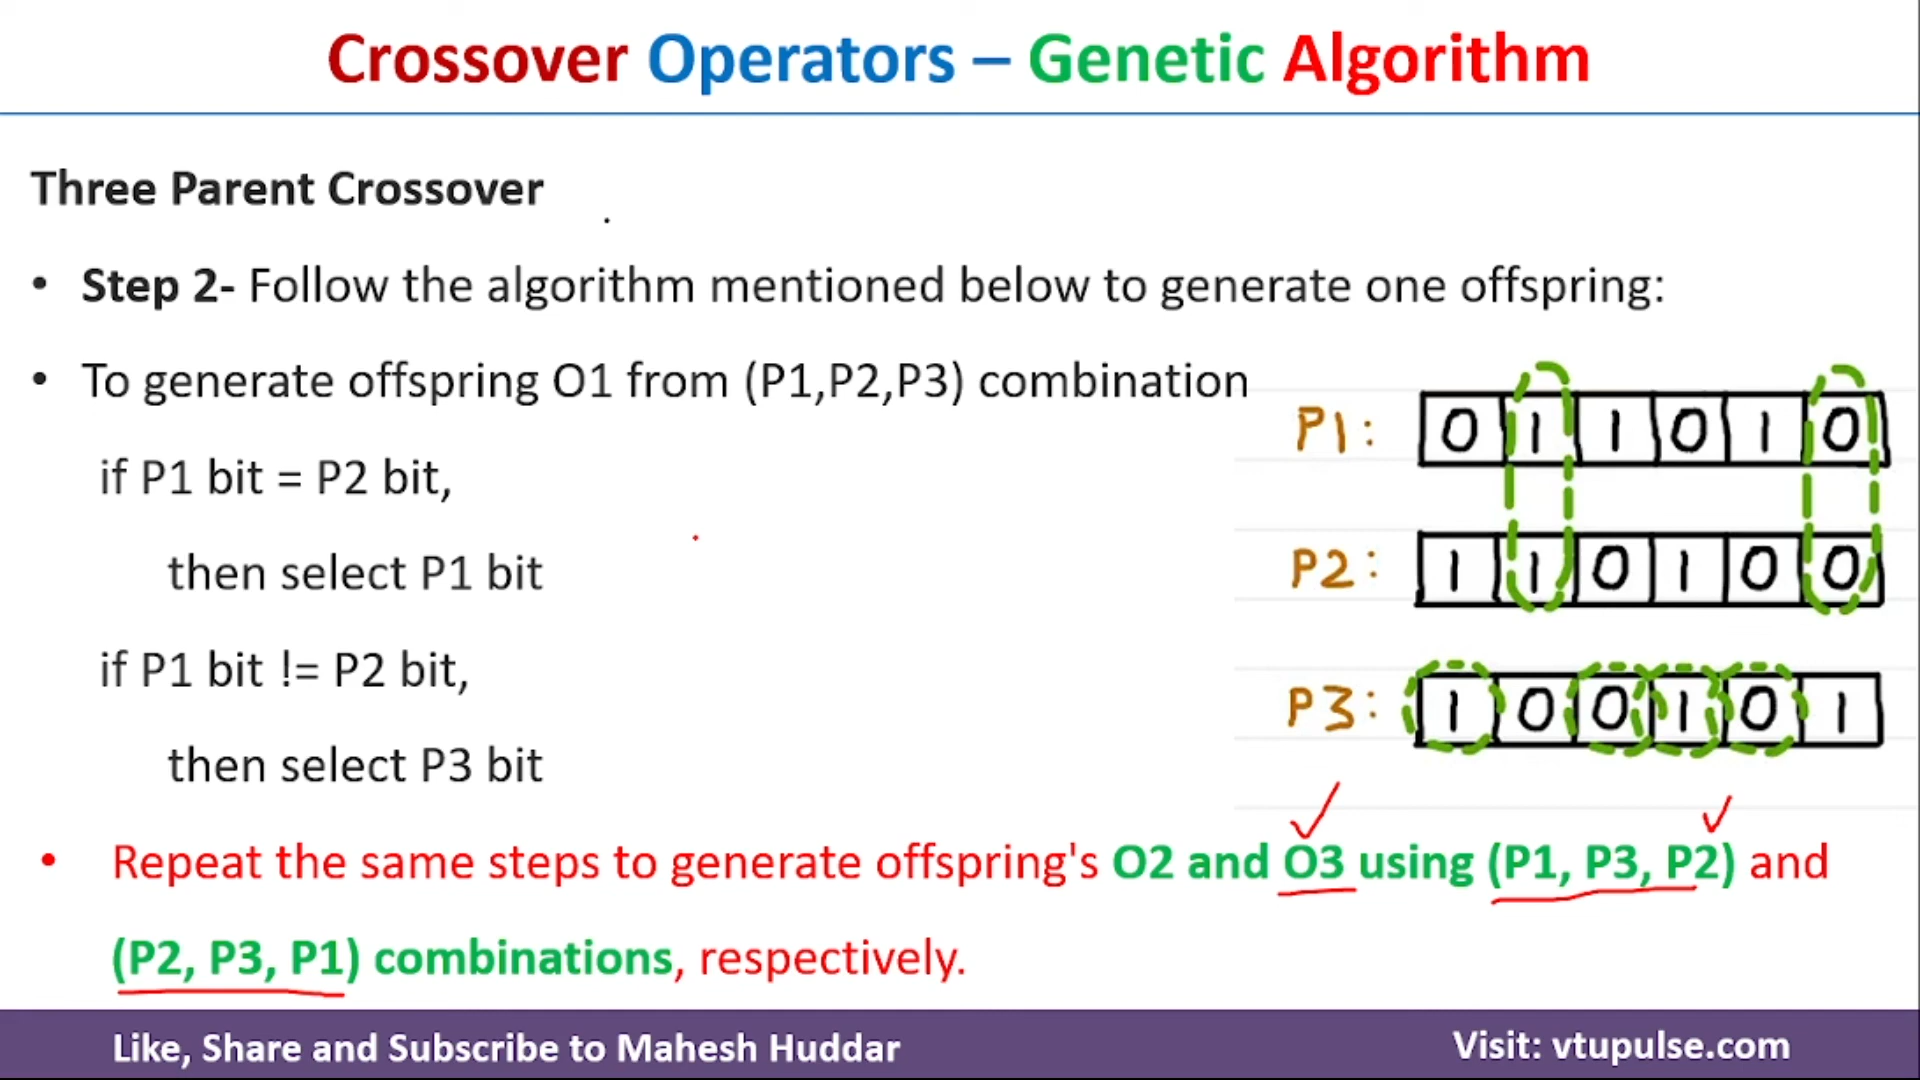 Crossover Operators – Genetic Algorithm
Three Parent Crossover
• Step 2- Follow the algorithm mentioned below to generate one offspring:
• To generate offspring O1 from (P1,P2,P3) combination
if P1 bit = P2 bit,
then select P1 bit
if P1 bit != P2 bit,
then select P3 bit
P1: 0 1 1 0 1 0
P2: 1 1 0 1 0 0
P3: 1 0 0 1 0 1
• Repeat the same steps to generate offspring's O2 and O3 using (P1, P3, P2) and
(P2, P3, P1) combinations, respectively.
Like, Share and Subscribe to Mahesh Huddar
Visit: vtupulse.com